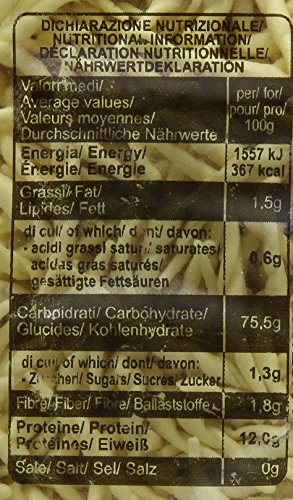 DICHIARAZIONE NUTRIZIONALE/
NUTRITIONAL INFORMATION/
DÉCLARATION NUTRITIONNELLE/
NÄHRWERTDEKLARATION
Valori medi/
Average values/
Valeurs moyennes/
Durchschnittliche Nährwerte
per/ for/
pour/ pro/
100g
Energia/ Energy/
Énergie/ Energie
1557 kJ
367 kcal
Grassi/ Fat/
Lipides/ Fett
1,5g
di cui/ of which/ dont/ davon:
- acidi grassi saturi/ saturates/
acides gras saturés/
gesättigte Fettsäuren
0,6g
Carboidrati/ Carbohydrate/
Glucides/ Kohlenhydrate
75,5g
di cui/ of which/ dont/ davon:
- Zuccheri/ Sugars/ Sucres/ Zucker
1,3g
Fibre/ Fiber/ Fibre/ Ballaststoffe
1,8g
Proteine/ Protein/
Protéines/ Eiweiß
12,0g
Sale/ Salt/ Sel/ Salz
0g